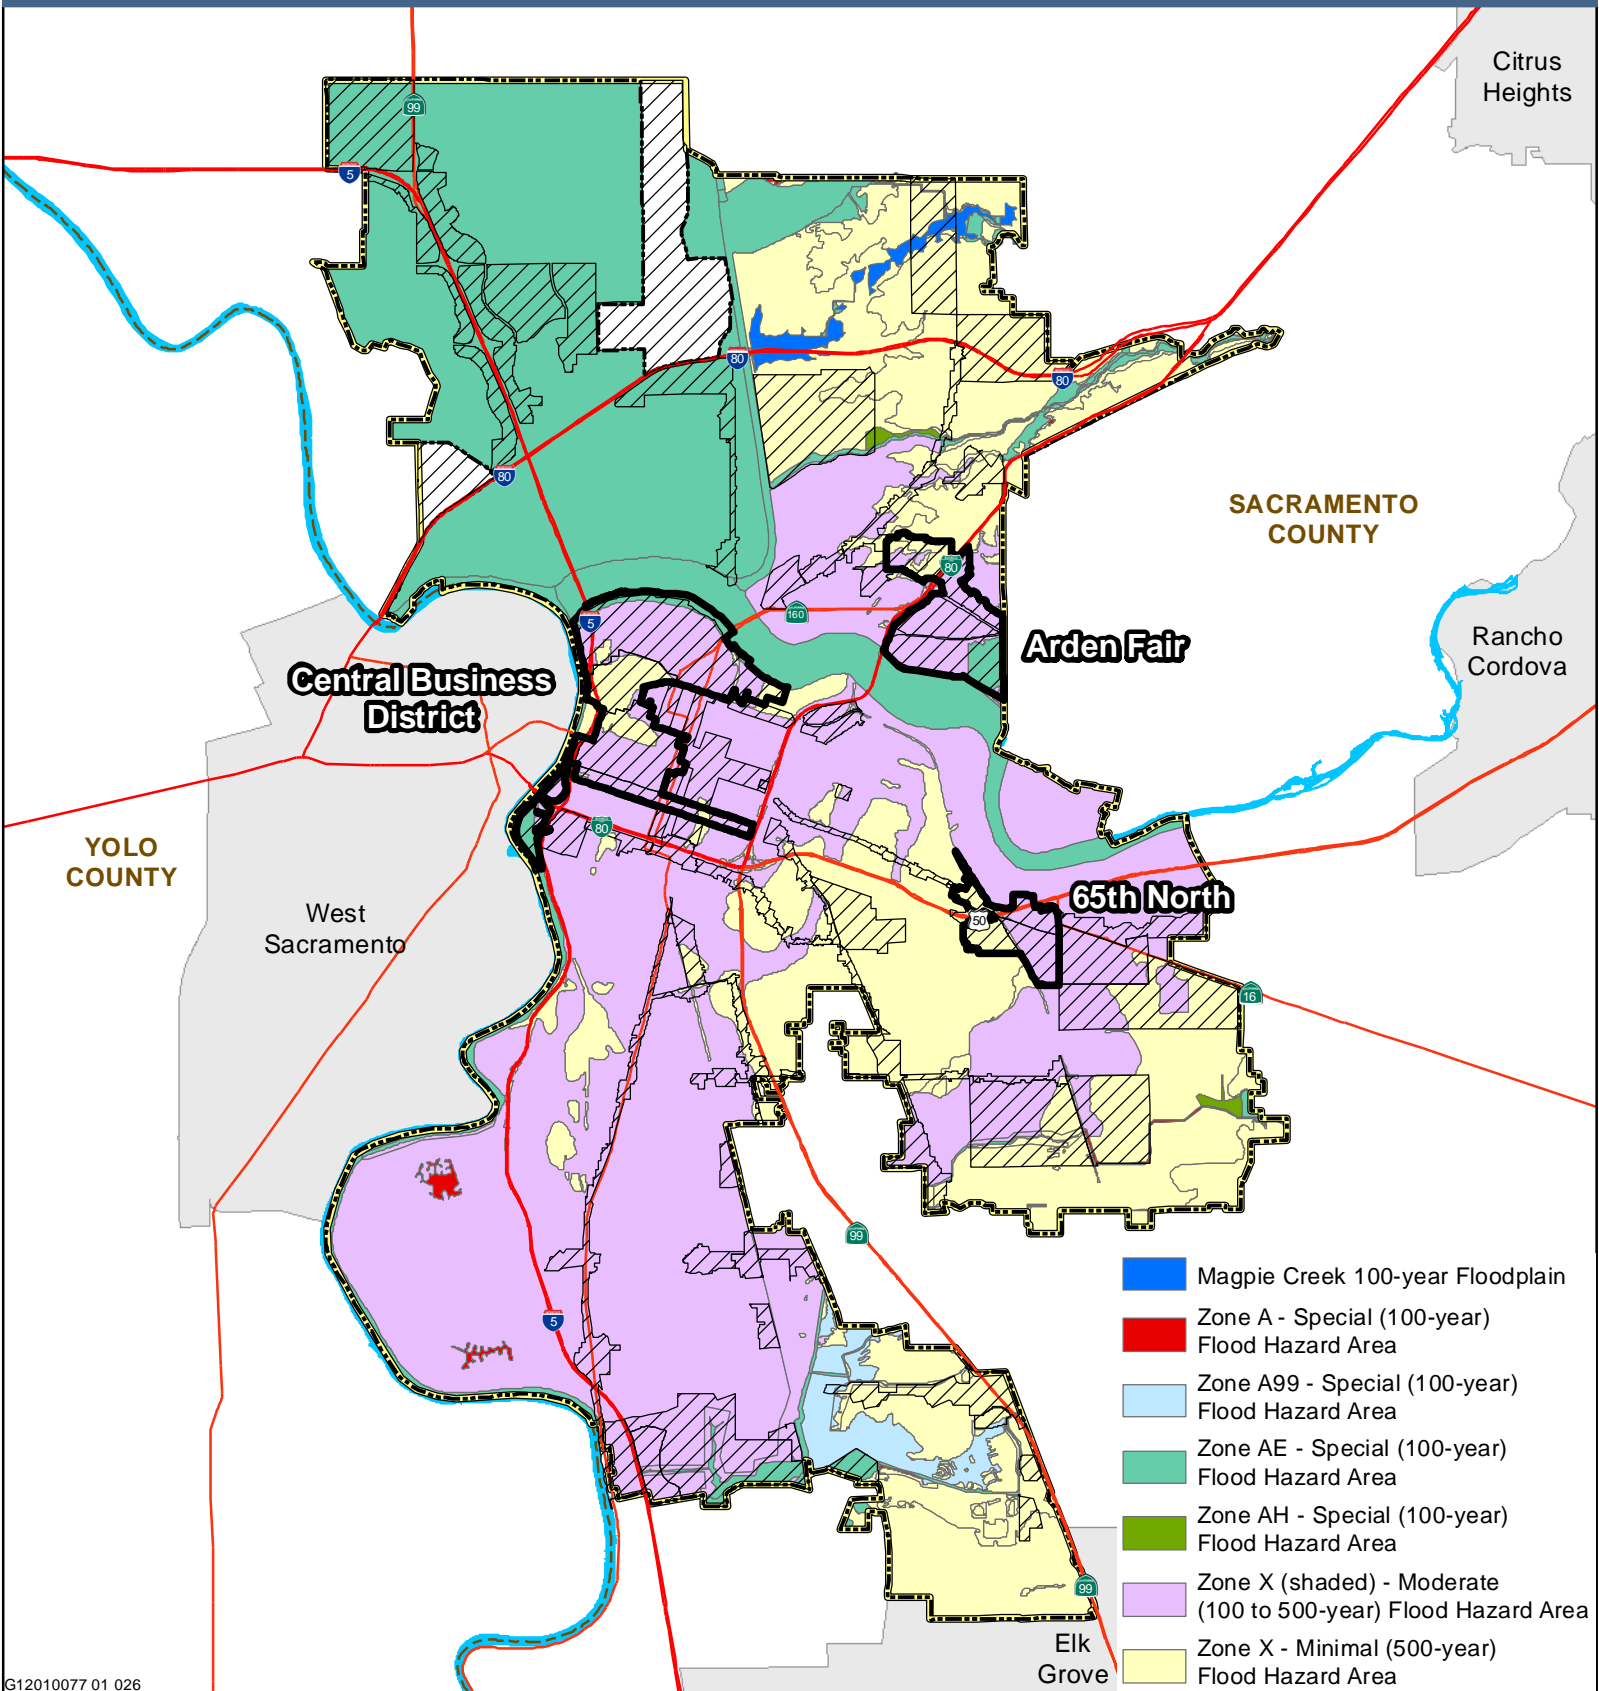 Citrus
Heights
99
5
80
80
80
SACRAMENTO
COUNTY
80
5
160
Rancho
Cordova
Arden Fair
Central Business
District
80
YOLO
COUNTY
65th North
50
West
Sacramento
16
99
5
Magpie Creek 100-year Floodplain
Zone A - Special (100-year)
Flood Hazard Area
Zone A99 - Special (100-year)
Flood Hazard Area
Zone AE - Special (100-year)
Flood Hazard Area
Zone AH - Special (100-year)
Flood Hazard Area
Zone X (shaded) - Moderate
(100 to 500-year) Flood Hazard Area
Zone X - Minimal (500-year)
Flood Hazard Area
99
Elk
Grove
G12010077 01 026